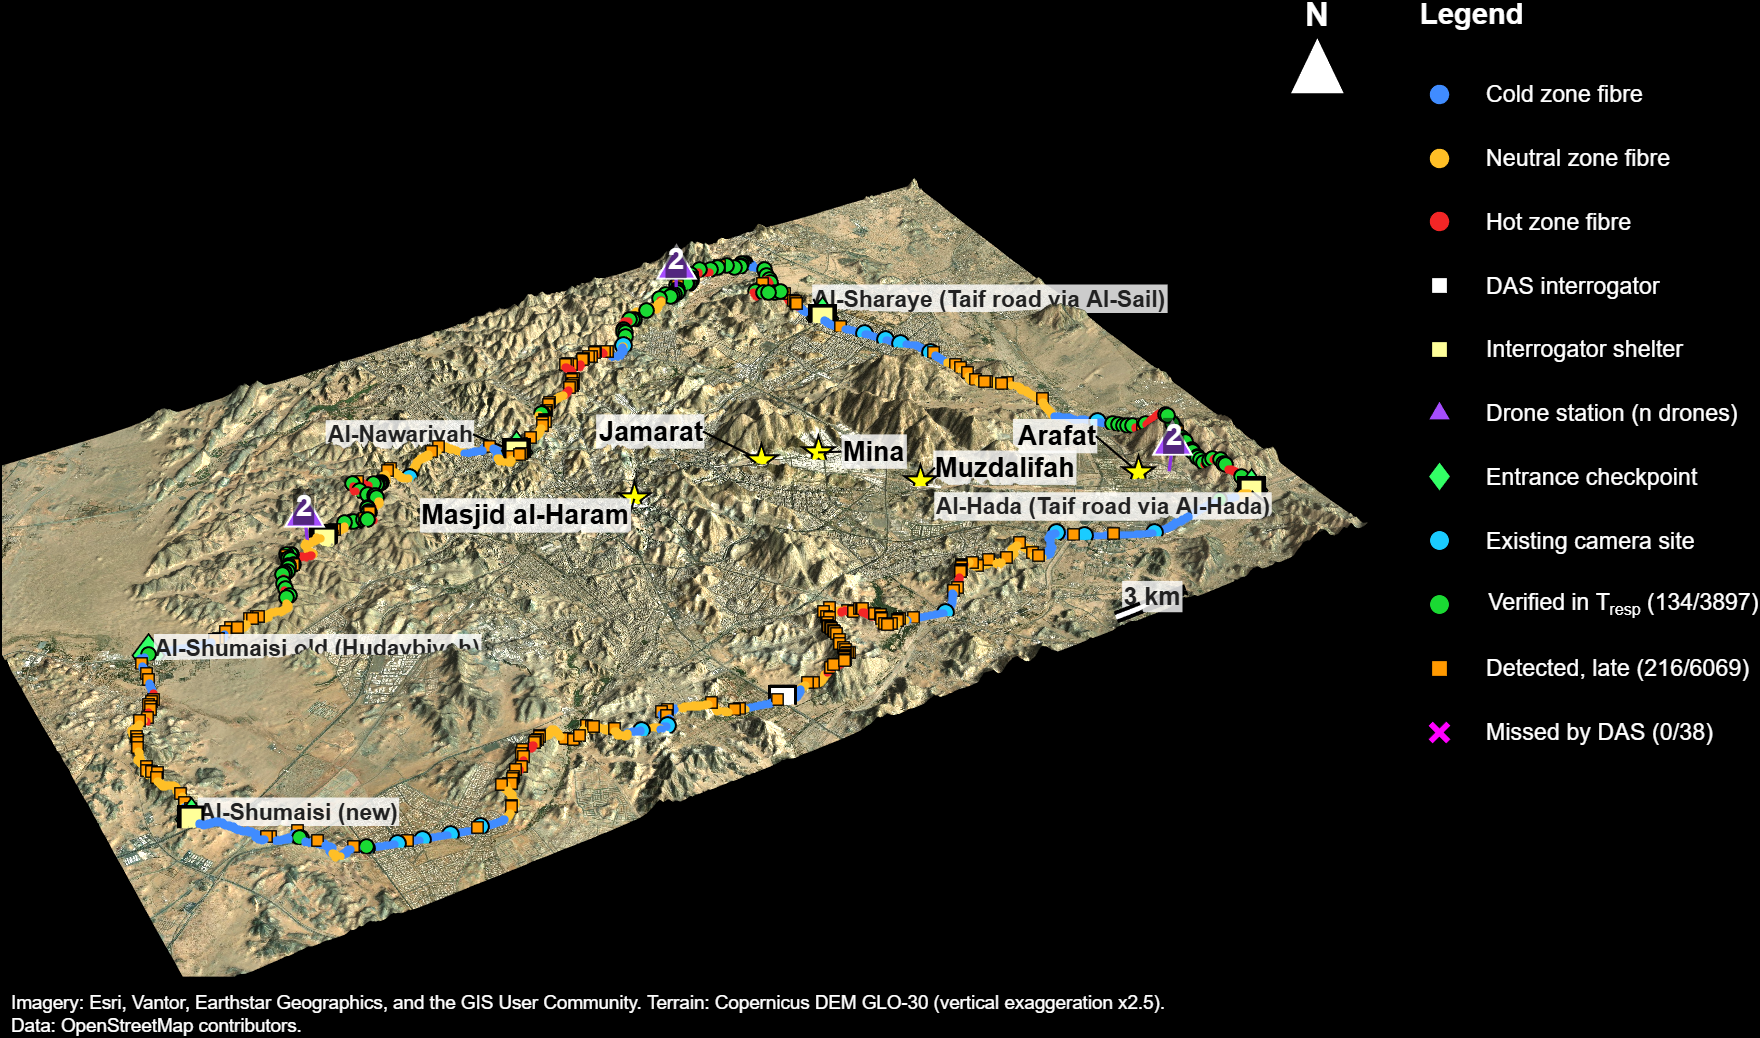 N
Legend
Cold zone fibre
Neutral zone fibre
Hot zone fibre
DAS interrogator
Interrogator shelter
Drone station (n drones)
Entrance checkpoint
Existing camera site
Verified in Tresp (134/3897)
Detected, late (216/6069)
Missed by DAS (0/38)
2
Al-Sharaye (Taif road via Al-Sail)
Al-Nawariyah
Jamarat
Mina
Arafat
2
Muzdalifah
Masjid al-Haram
Al-Hada (Taif road via Al-Hada)
2
3 km
Al-Shumaisi old (Hudaybiyah)
Al-Shumaisi (new)
Imagery: Esri, Vantor, Earthstar Geographics, and the GIS User Community. Terrain: Copernicus DEM GLO-30 (vertical exaggeration x2.5).
Data: OpenStreetMap contributors.